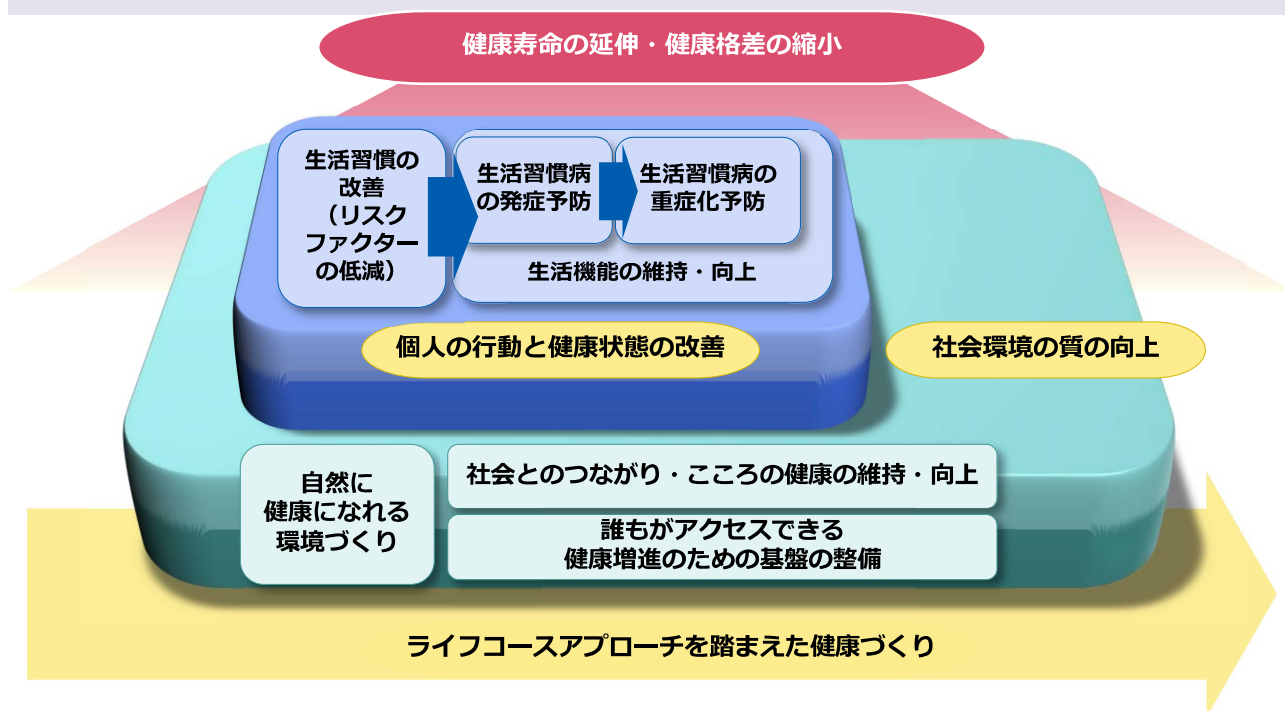 健康寿命の延伸・健康格差の縮小
生活習慣の
改善
（リスク
ファクター
の低減）
生活習慣病
の発症予防
生活習慣病の
重症化予防
生活機能の維持・向上
個人の行動と健康状態の改善
社会環境の質の向上
自然に
健康になれる
環境づくり
社会とのつながり・こころの健康の維持・向上
誰もがアクセスできる
健康増進のための基盤の整備
ライフコースアプローチを踏まえた健康づくり